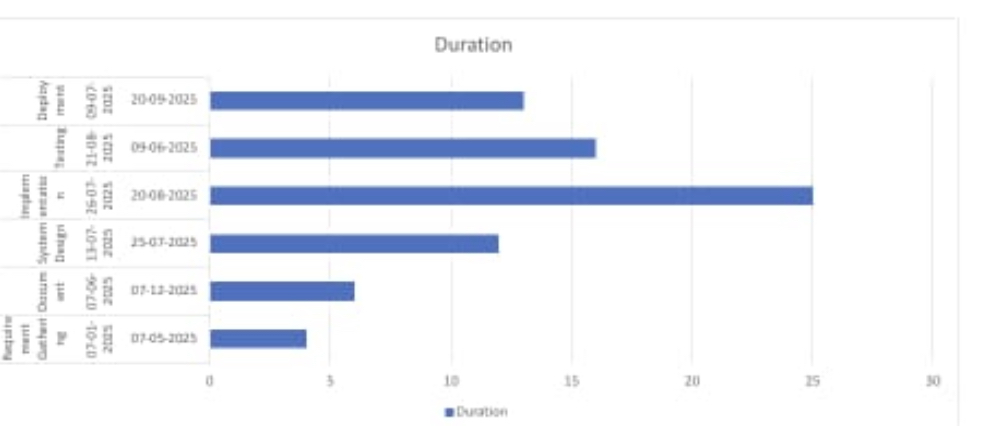 Duration
Deploy
ment
09-07-
2025
20-09-2025
Testing
21-08-
2025
09-06-2025
Implem
entatio
n
26-07-
2025
20-08-2025
System
Design
13-07-
2025
25-07-2025
Docum
ent
07-06-
2025
07-12-2025
Require
ment
Gatheri
ng
07-01-
2025
07-05-2025
0 5 10 15 20 25 30
Duration